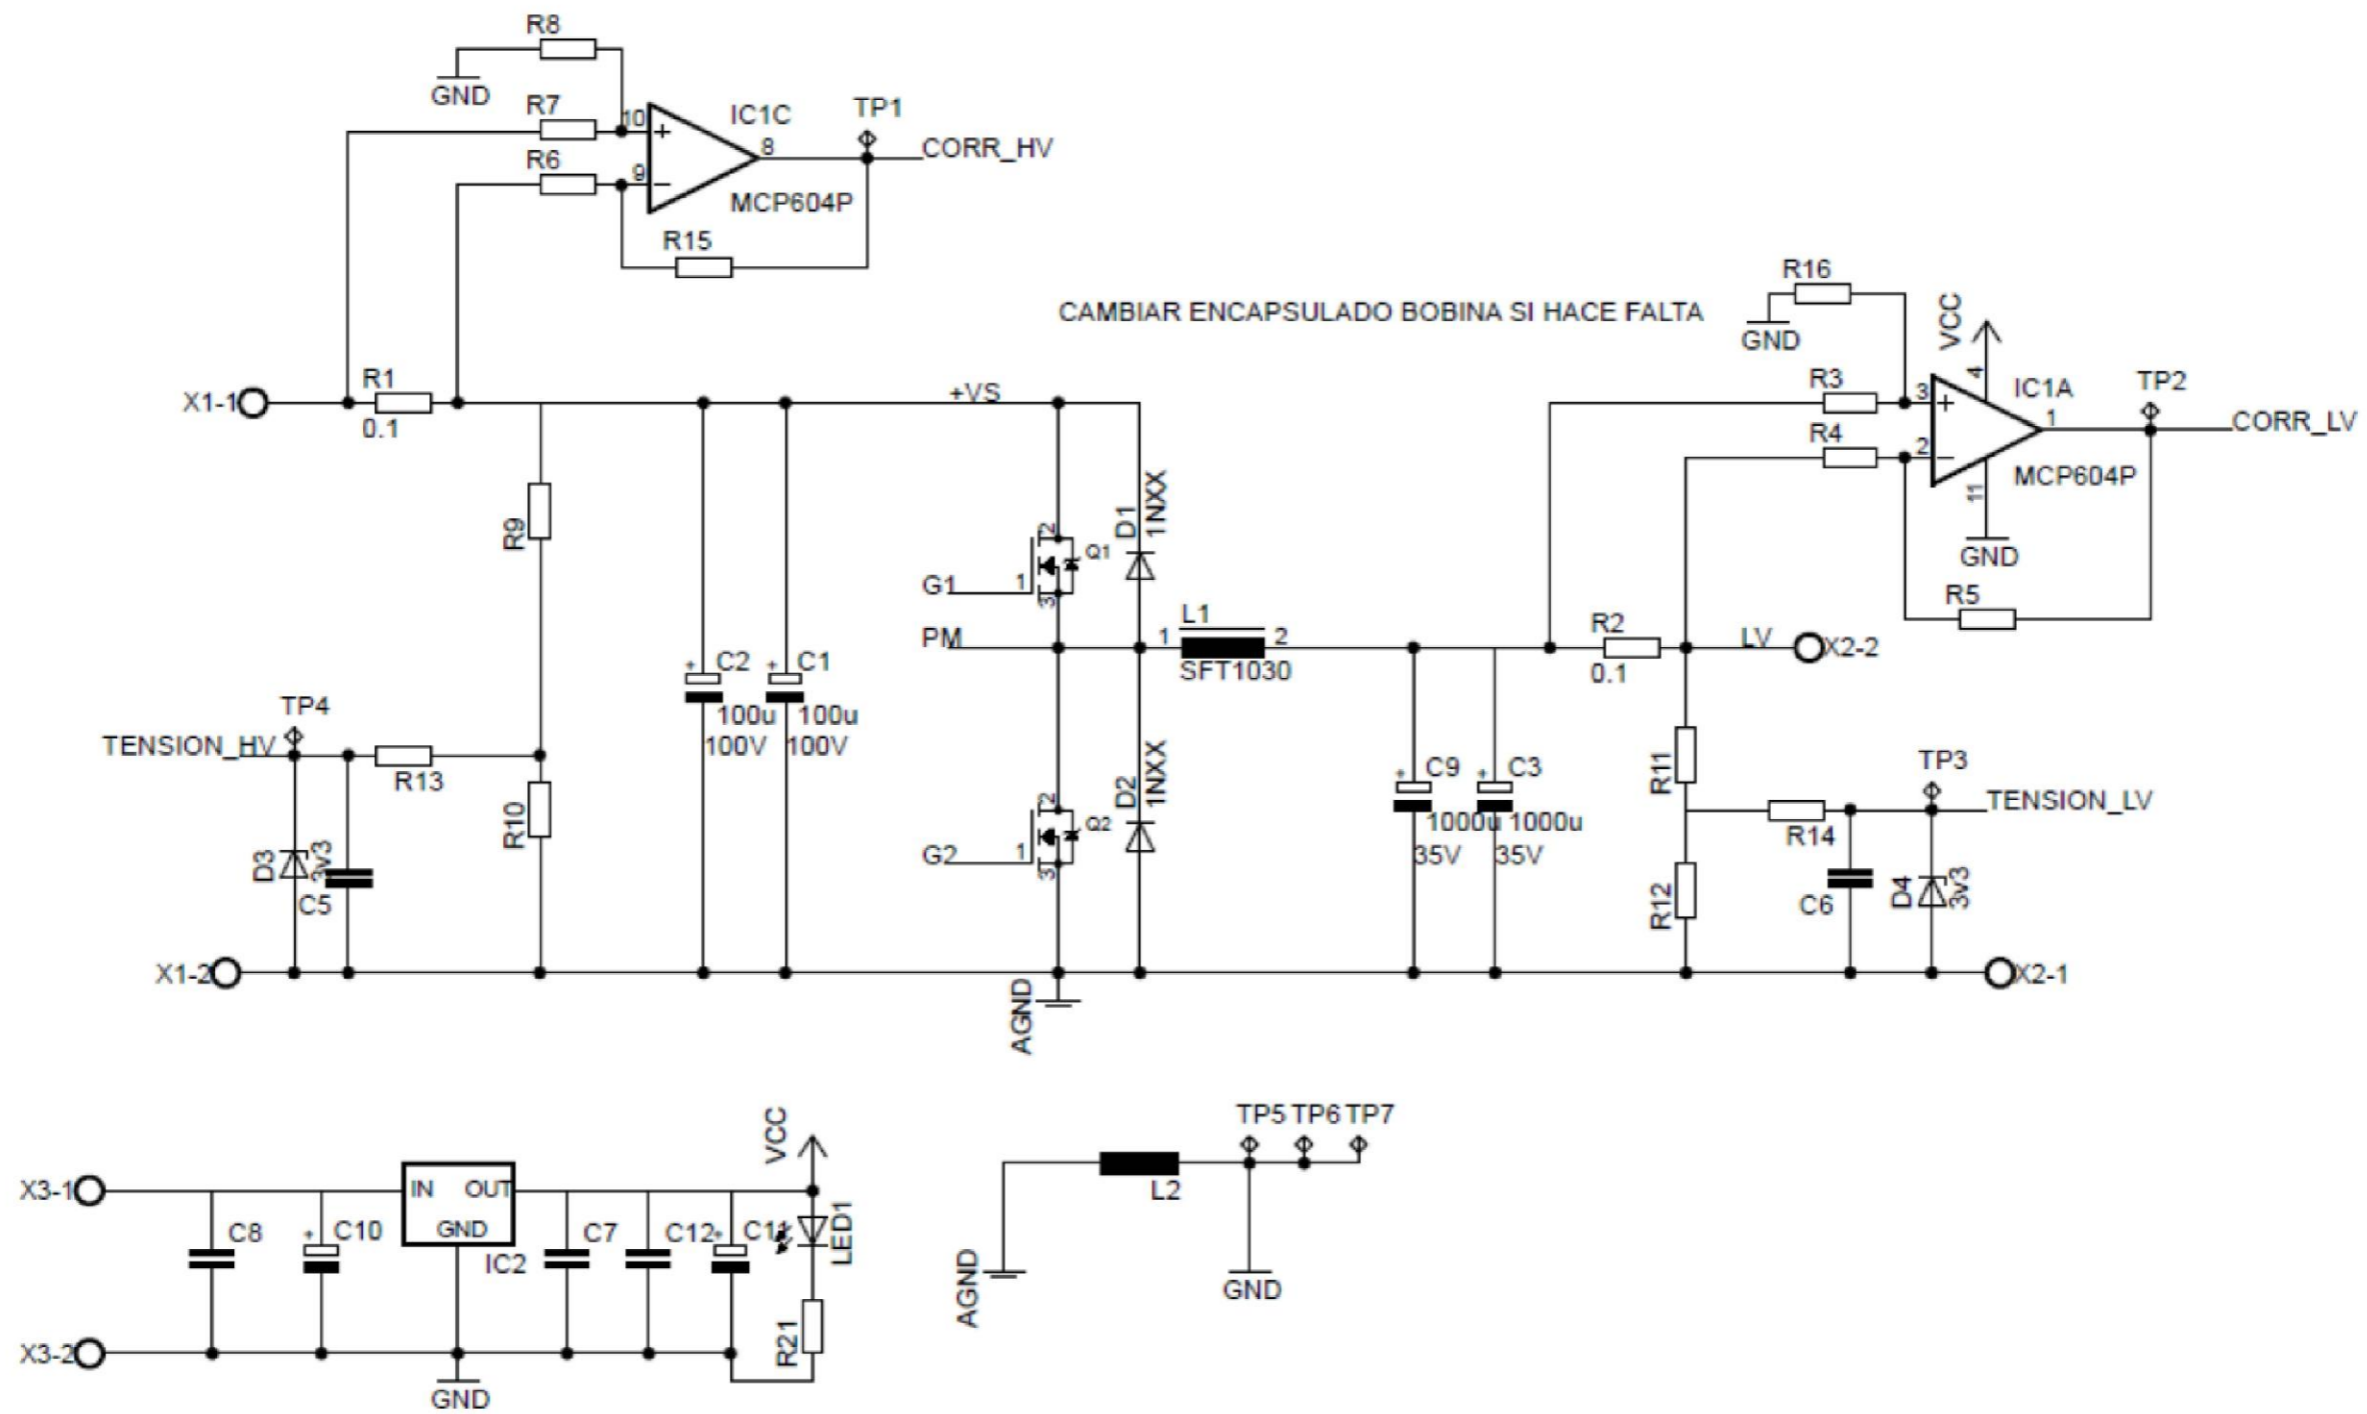 R8
GND
R7
10
IC1C
TP1
8
CORR_HV
R6
9
MCP604P
R15
R16
CAMBIAR ENCAPSULADO BOBINA SI HACE FALTA
GND
VCC
4
R3
3
IC1A
TP2
1
CORR_LV
R4
2
MCP604P
11
GND
R5
X1-1
R1
0.1
+VS
R9
D1
1NXX
2
Q1
G1
1
3
PM
1
L1
2
SFT1030
R2
0.1
LV
X2-2
C2
100u
100V
C1
100u
100V
TP4
TENSION_HV
R13
R10
D3
3v3
C5
D2
1NXX
2
Q2
G2
1
3
C9
1000u
35V
C3
1000u
35V
R11
R12
TP3
TENSION_LV
R14
C6
D4
3v3
X1-2
AGND
X2-1
X3-1
C8
C10
IN
OUT
GND
IC2
C7
C12
C11
VCC
LED1
R21
X3-2
GND
TP5 TP6 TP7
L2
AGND
GND
+
+
+
+
+
+
+
−
+
−